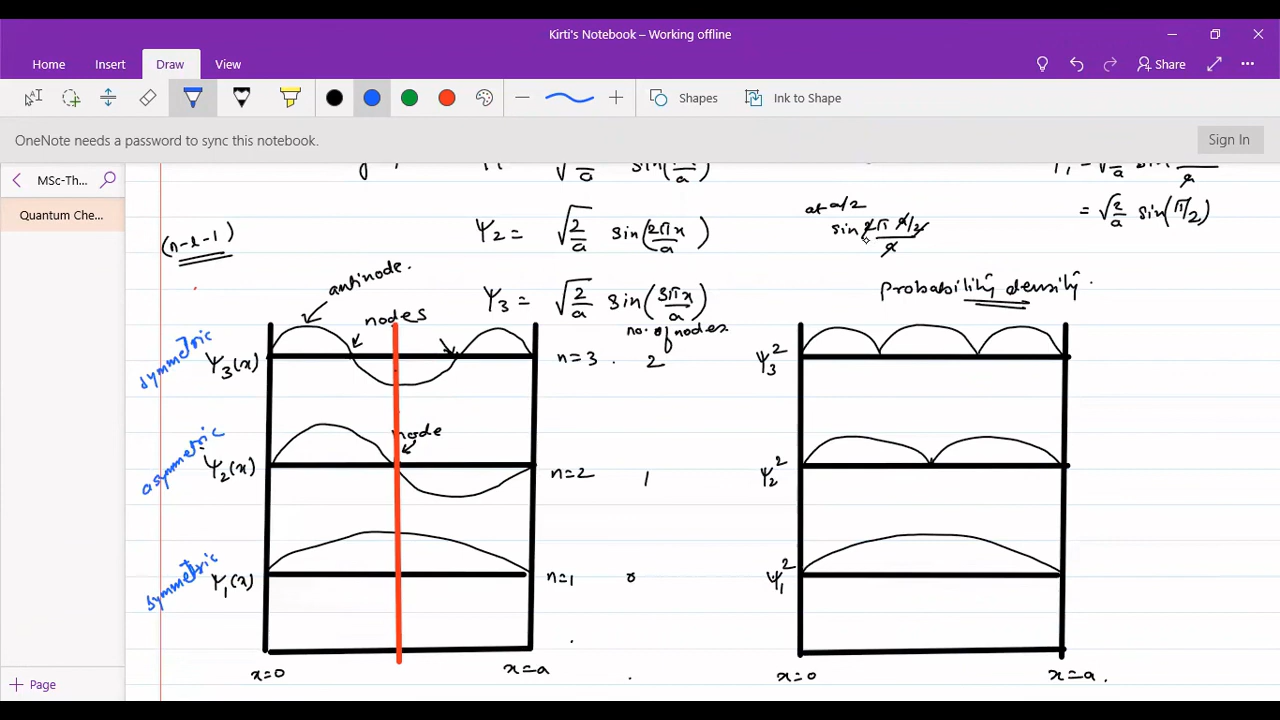 Kirti's Notebook – Working offline
Home Insert Draw View
Share
Shapes
Ink to Shape
OneNote needs a password to sync this notebook.
Sign In
MSc-Th...
Quantum Che...
Page
(n-l-1)
ψ2 = √2/a sin(2πx/a)
at a/2
sin 2π a/2/a
= √2/a sin(π/2)
antinode.
Probability density.
ψ3 = √2/a sin(3πx/a)
nodes
no. of nodes.
symmetric
ψ3(x)
n=3 . 2
ψ3²
node
asymmetric
ψ2(x)
n=2 1
ψ2²
symmetric
ψ1(x)
n=1 0
ψ1²
x=0 x=a
x=0 x=a.